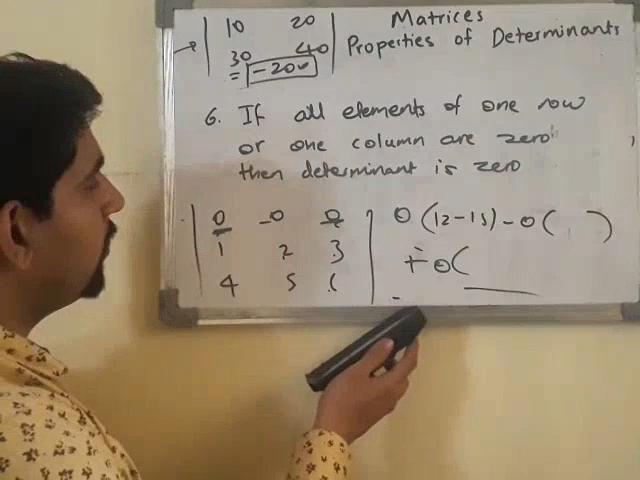 10 20 Matrices
30 40 Properties of Determinants
= -200
6. If all elements of one row
or one column are zero
then determinant is zero
0 0 0 0(12-15)-0( )
1 2 3 +0(
4 5 6